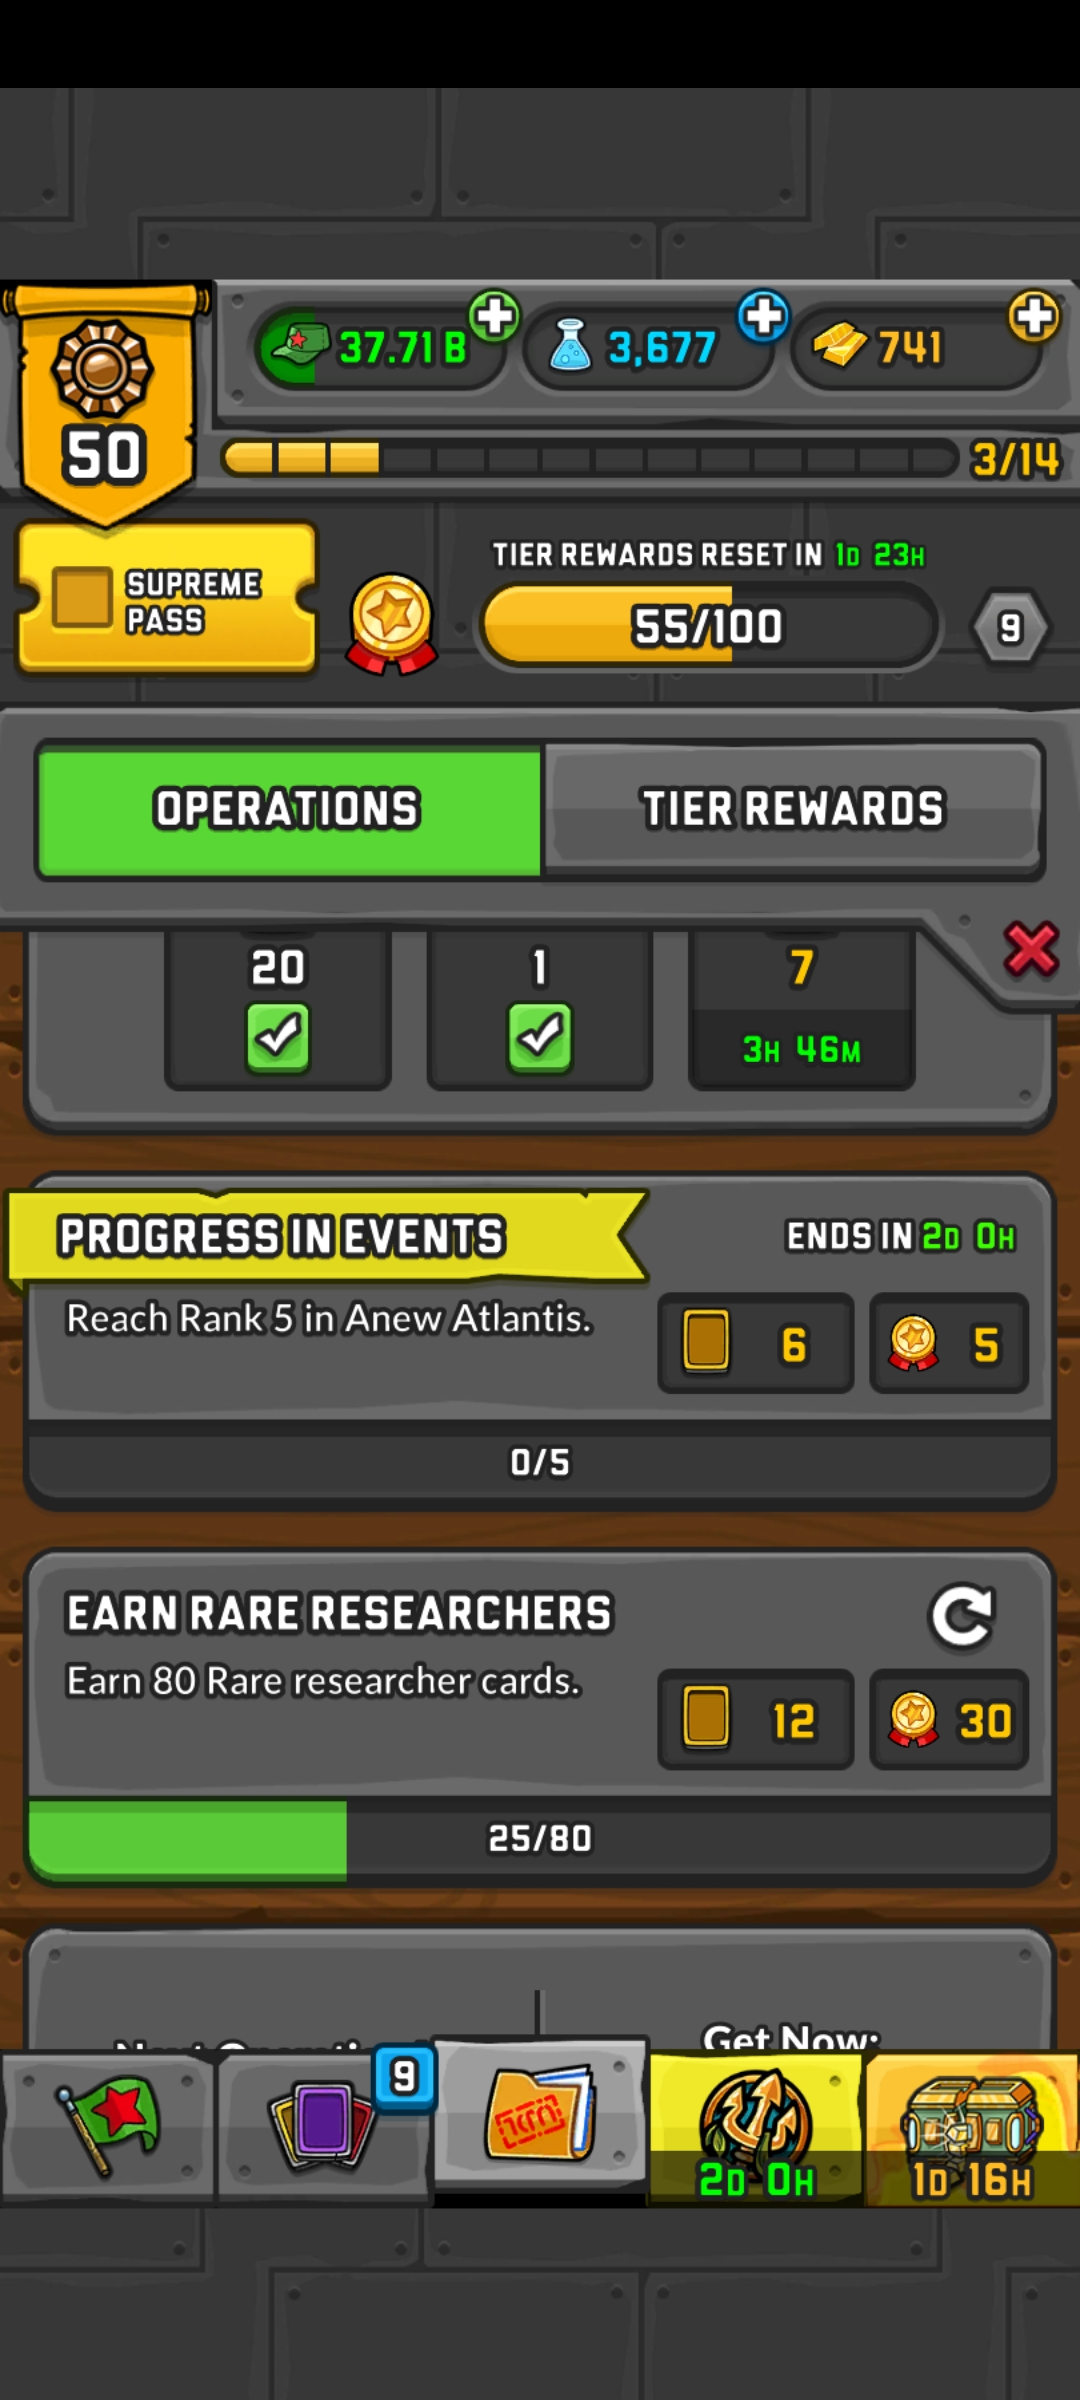 37.71 B
3,677
741
50
3/14
SUPREME
PASS
TIER REWARDS RESET IN 1D 23H
55/100
9
OPERATIONS
TIER REWARDS
20
1
7
3H 46M
PROGRESS IN EVENTS
ENDS IN 2D 0H
Reach Rank 5 in Anew Atlantis.
6
5
0/5
EARN RARE RESEARCHERS
Earn 80 Rare researcher cards.
12
30
25/80
Get Now:
9
2D 0H
1D 16H